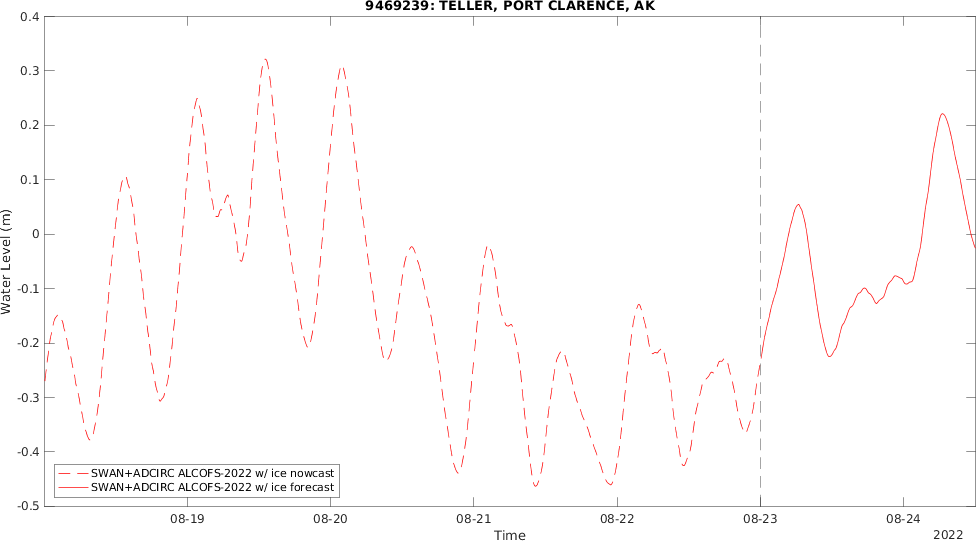 9469239: TELLER, PORT CLARENCE, AK
0.4
0.3
0.2
0.1
0
-0.1
-0.2
-0.3
-0.4
-0.5
Water Level (m)
SWAN+ADCIRC ALCOFS-2022 w/ ice nowcast
SWAN+ADCIRC ALCOFS-2022 w/ ice forecast
08-19 08-20 08-21 08-22 08-23 08-24
Time
2022